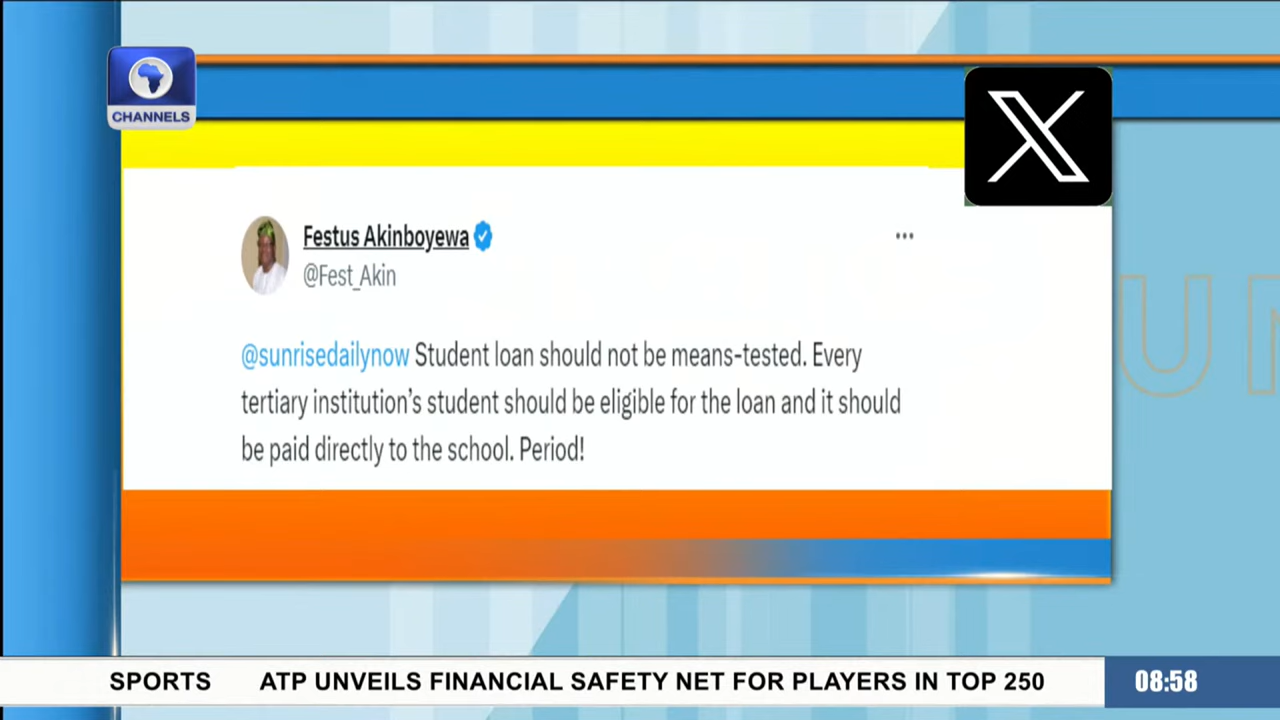 CHANNELS
X
Festus Akinboyewa
@Fest_Akin
@sunrisedailynow Student loan should not be means-tested. Every
tertiary institution's student should be eligible for the loan and it should
be paid directly to the school. Period!
SPORTS ATP UNVEILS FINANCIAL SAFETY NET FOR PLAYERS IN TOP 250 08:58